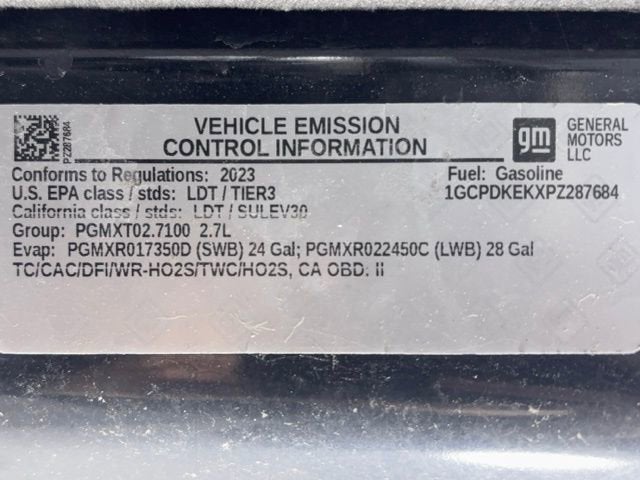 PZ287684
VEHICLE EMISSION
CONTROL INFORMATION
gm
GENERAL
MOTORS
LLC
Conforms to Regulations: 2023
Fuel: Gasoline
U.S. EPA class / stds: LDT / TIER3
1GCPDKEKXPZ287684
California class / stds: LDT / SULEV30
Group: PGMXT02.7100 2.7L
Evap: PGMXR017350D (SWB) 24 Gal; PGMXR022450C (LWB) 28 Gal
TC/CAC/DFI/WR-HO2S/TWC/HO2S, CA OBD: II